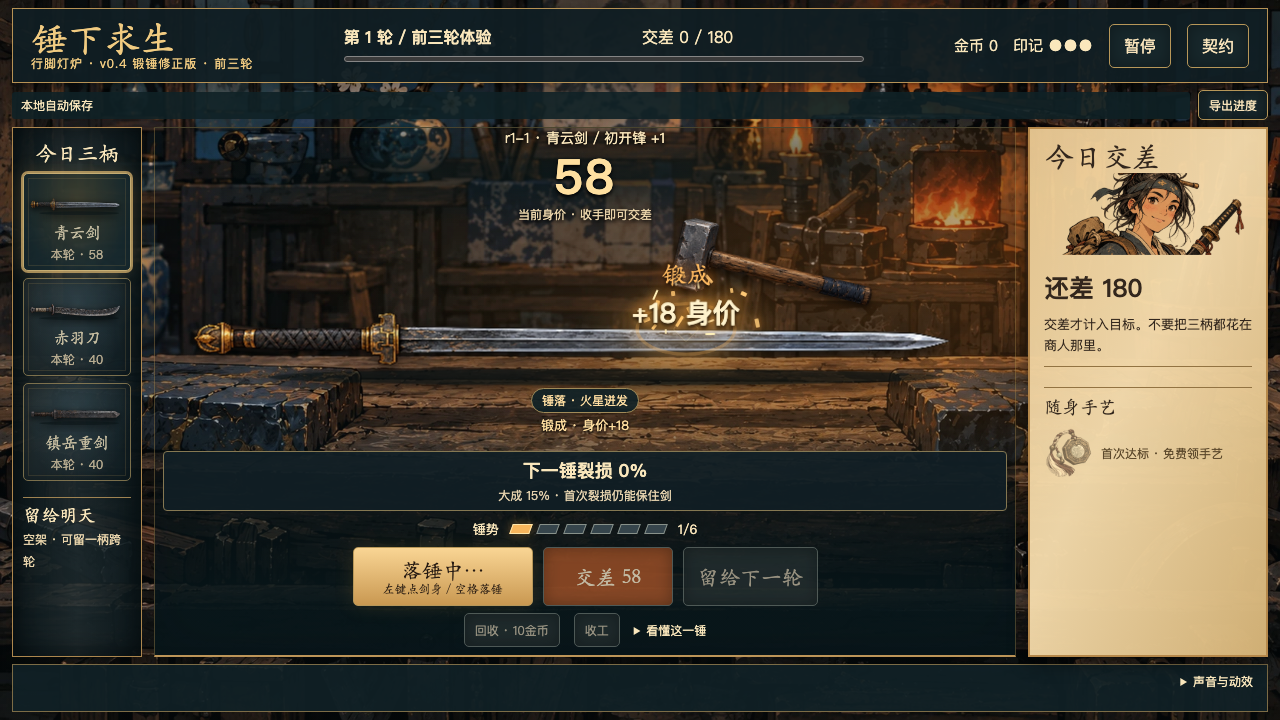 锤下求生
行脚灯炉 · v0.4 锻锤修正版 · 前三轮
第 1 轮 / 前三轮体验
交差 0 / 180
金币 0 印记
暂停
契约
本地自动保存
导出进度
今日三柄
青云剑
本轮 · 58
赤羽刀
本轮 · 40
镇岳重剑
本轮 · 40
留给明天
空架 · 可留一柄跨
轮
r1–1 · 青云剑 / 初开锋 +1
58
当前身价 · 收手即可交差
锻成
+18 身价
锤落 · 火星迸发
锻成 · 身价+18
下一锤裂损 0%
大成 15% · 首次裂损仍能保住剑
锤势 1/6
落锤中···
左键点剑身 / 空格落锤
交差 58
留给下一轮
回收 · 10金币
收工
看懂这一锤
今日交差
还差 180
交差才计入目标。不要把三柄都花在
商人那里。
随身手艺
首次达标 · 免费领手艺
声音与动效